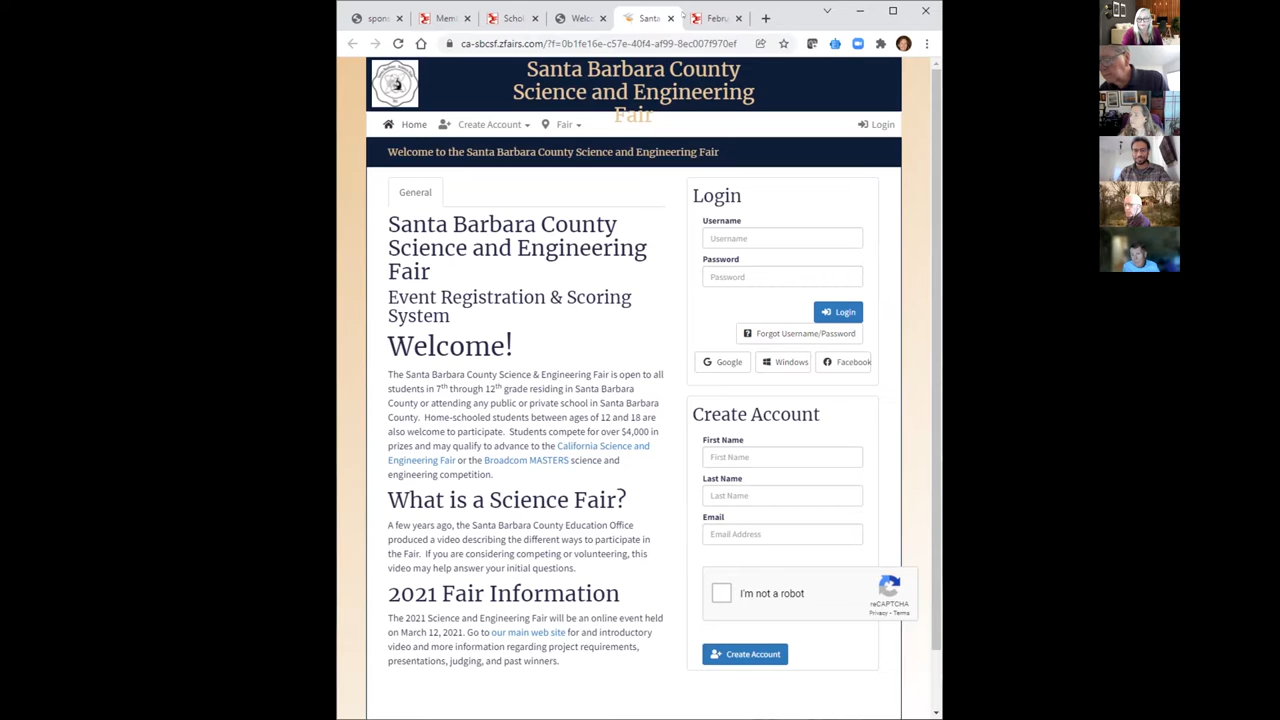 spon
Mem
Schol
Welc
Santa
Febru
ca-sbcsf.zfairs.com/?f=0b1fe16e-c57e-40f4-af99-8ec007f970ef
Santa Barbara County
Science and Engineering
Fair
Home
Create Account
Fair
Login
Welcome to the Santa Barbara County Science and Engineering Fair
General
Santa Barbara County
Science and Engineering
Fair
Event Registration & Scoring
System
Welcome!
The Santa Barbara County Science & Engineering Fair is open to all
students in 7th through 12th grade residing in Santa Barbara
County or attending any public or private school in Santa Barbara
County. Home-schooled students between ages of 12 and 18 are
also welcome to participate. Students compete for over $4,000 in
prizes and may qualify to advance to the California Science and
Engineering Fair or the Broadcom MASTERS science and
engineering competition.
What is a Science Fair?
A few years ago, the Santa Barbara County Education Office
produced a video describing the different ways to participate in
the Fair. If you are considering competing or volunteering, this
video may help answer your initial questions.
2021 Fair Information
The 2021 Science and Engineering Fair will be an online event held
on March 12, 2021. Go to our main web site for and introductory
video and more information regarding project requirements,
presentations, judging, and past winners.
Login
Username
Username
Password
Password
Login
Forgot Username/Password
Google
Windows
Facebook
Create Account
First Name
First Name
Last Name
Last Name
Email
Email Address
I'm not a robot
reCAPTCHA
Privacy - Terms
Create Account